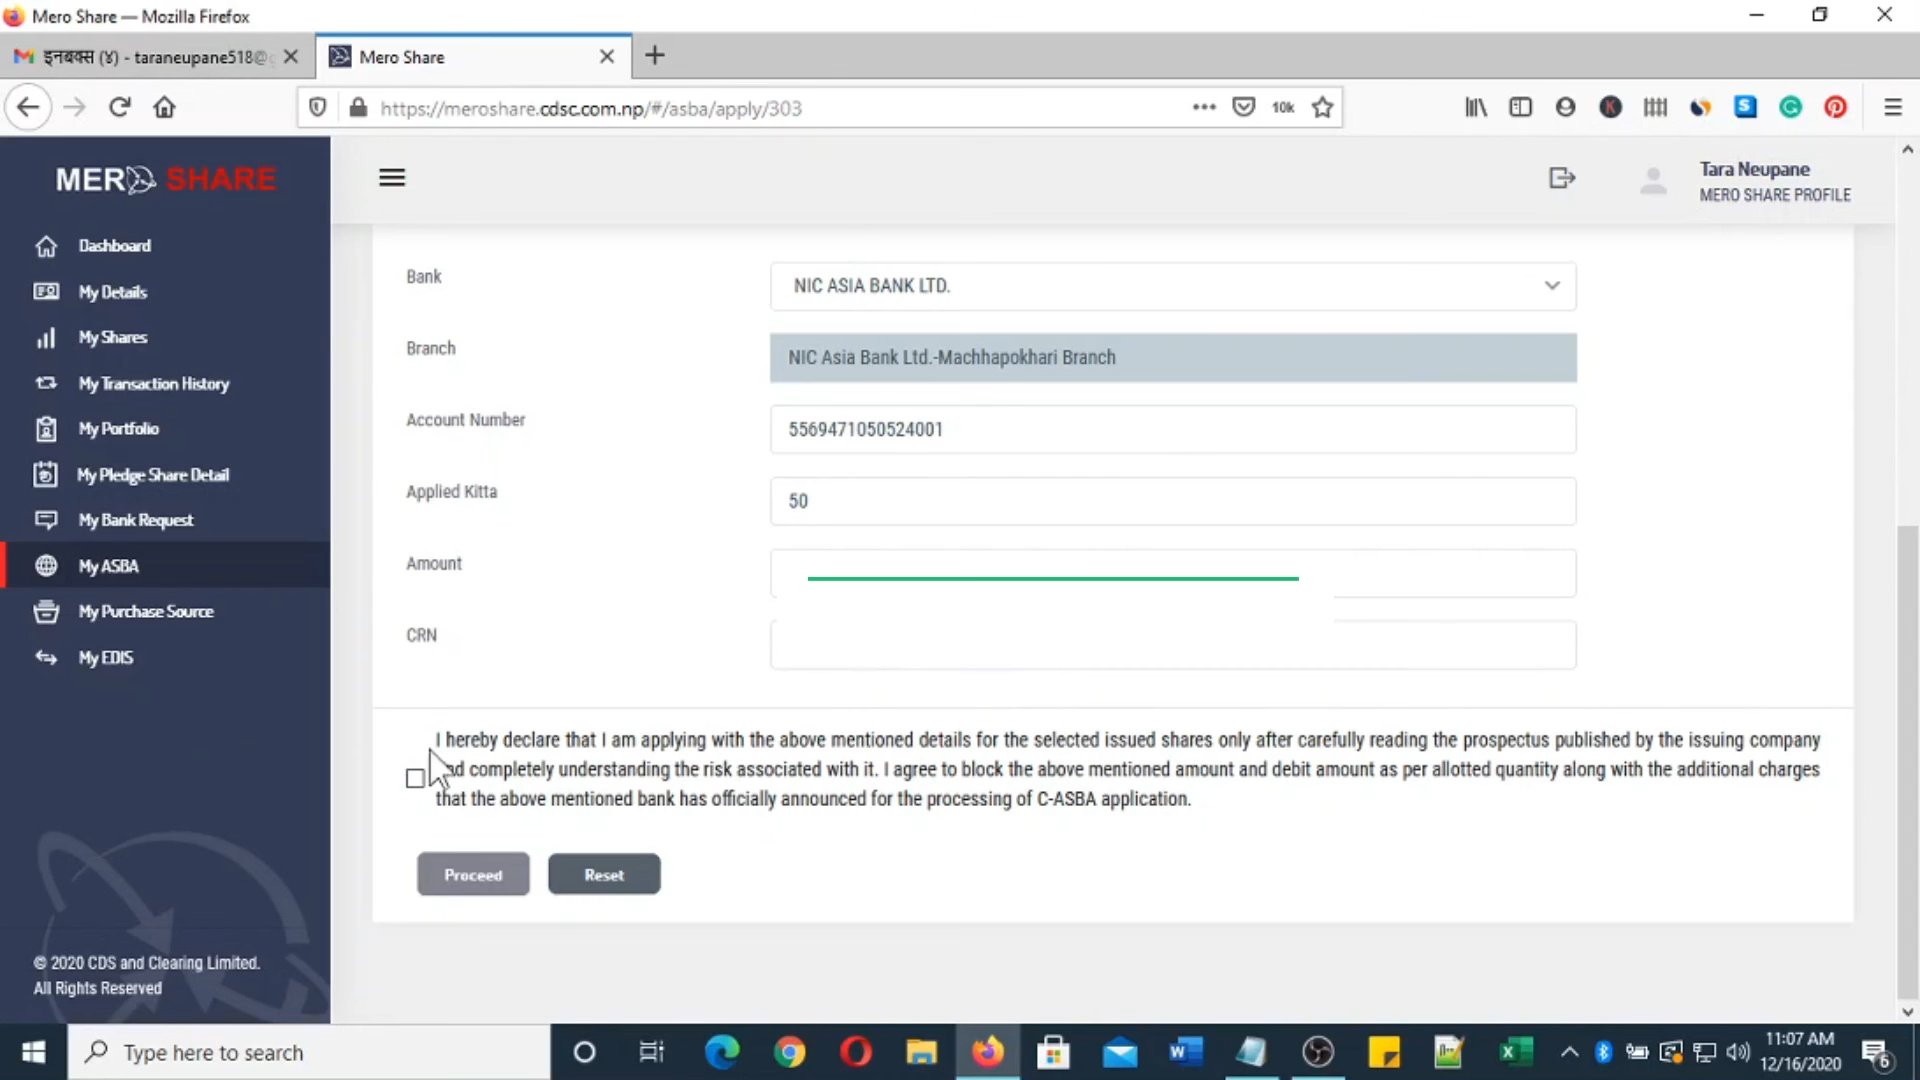 Mero Share — Mozilla Firefox
इनबक्स (४) - taraneupane518@
Mero Share
https://meroshare.cdsc.com.np/#/asba/apply/303
10k
MERO SHARE
Tara Neupane
MERO SHARE PROFILE
Dashboard
My Details
My Shares
My Transaction History
My Portfolio
My Pledge Share Detail
My Bank Request
My ASBA
My Purchase Source
My EDIS
© 2020 CDS and Clearing Limited.
All Rights Reserved
Bank
NIC ASIA BANK LTD.
Branch
NIC Asia Bank Ltd.-Machhapokhari Branch
Account Number
5569471050524001
Applied Kitta
50
Amount
CRN
I hereby declare that I am applying with the above mentioned details for the selected issued shares only after carefully reading the prospectus published by the issuing company
completely understanding the risk associated with it. I agree to block the above mentioned amount and debit amount as per allotted quantity along with the additional charges
that the above mentioned bank has officially announced for the processing of C-ASBA application.
Proceed
Reset
Type here to search
11:07 AM
12/16/2020
6